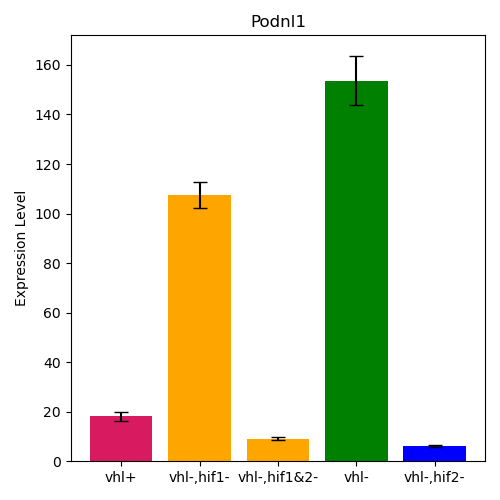 Podnl1
Expression Level
160
140
120
100
80
60
40
20
0
vhl+
vhl-,hif1-
vhl-,hif1&2-
vhl-
vhl-,hif2-